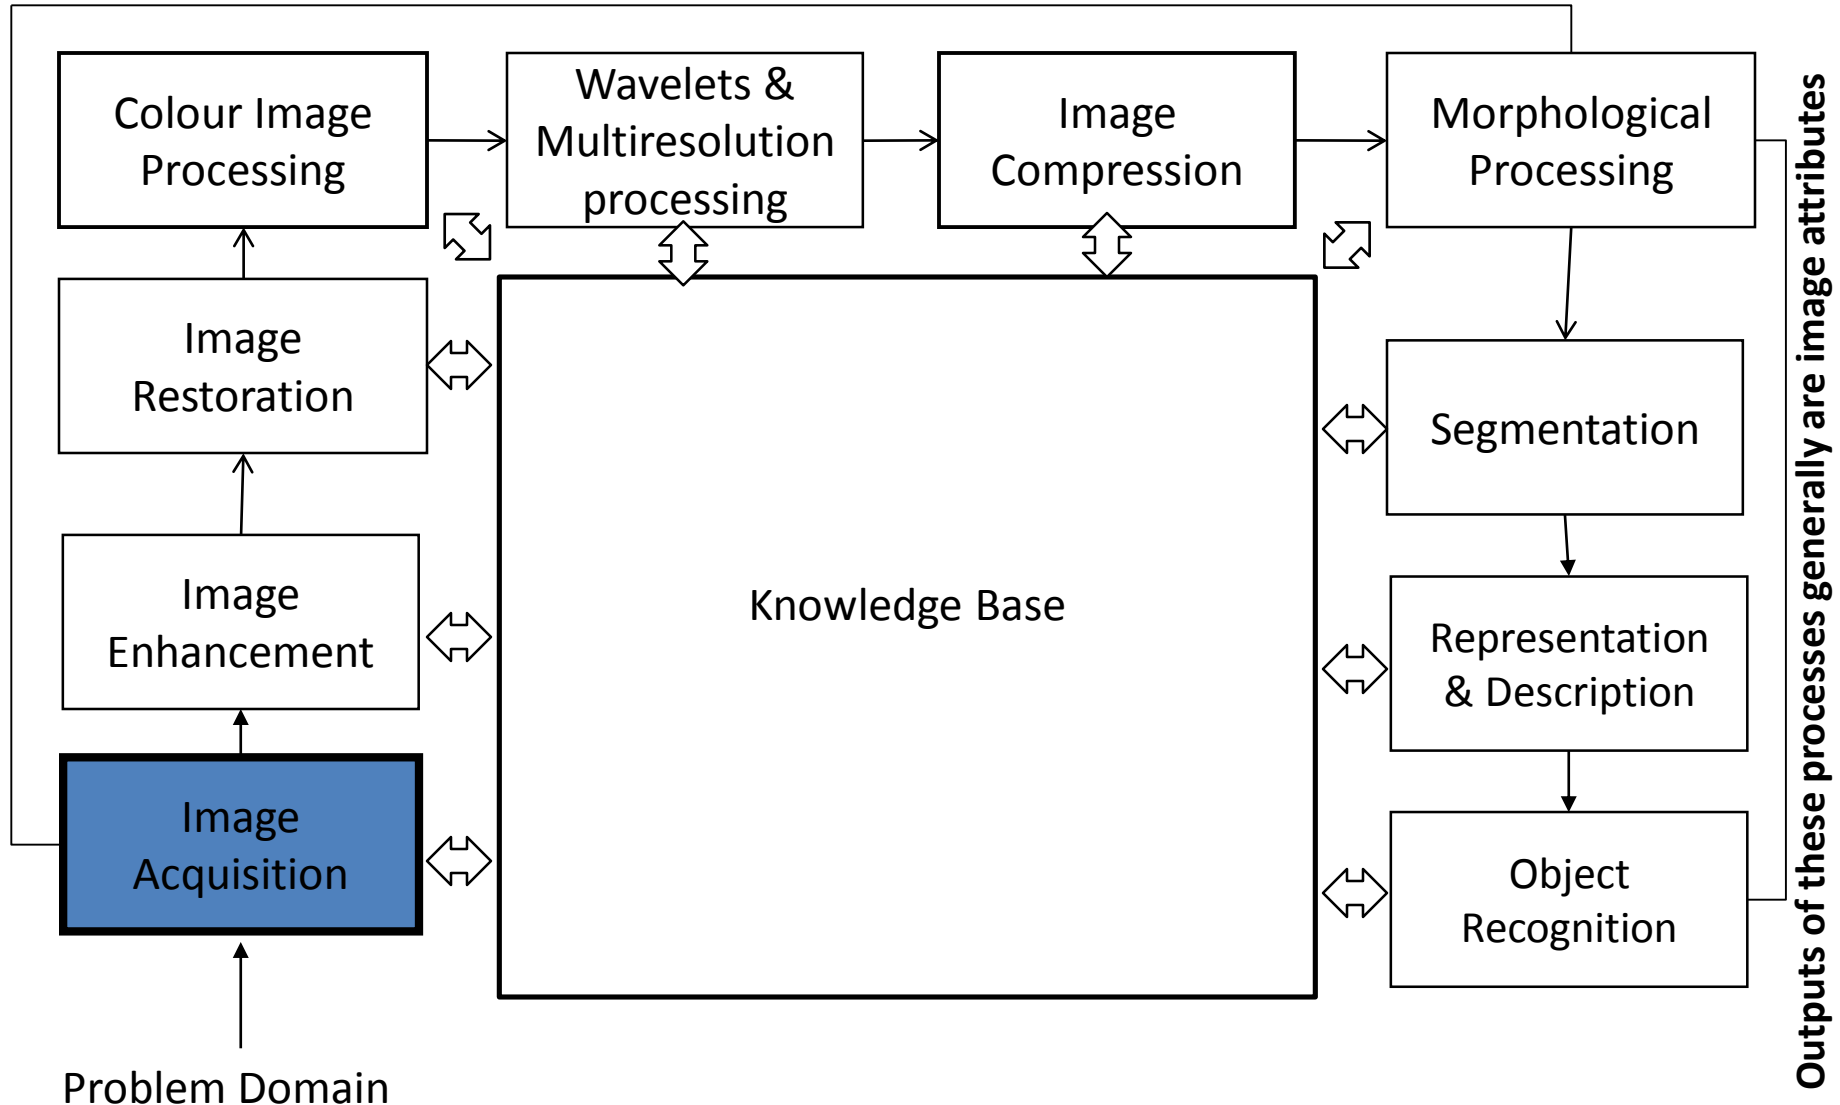 Colour Image
Processing
Wavelets &
Multiresolution
processing
Image
Compression
Morphological
Processing
Image
Restoration
Segmentation
Image
Enhancement
Knowledge Base
Representation
& Description
Image
Acquisition
Object
Recognition
Problem Domain
Outputs of these processes generally are image attributes